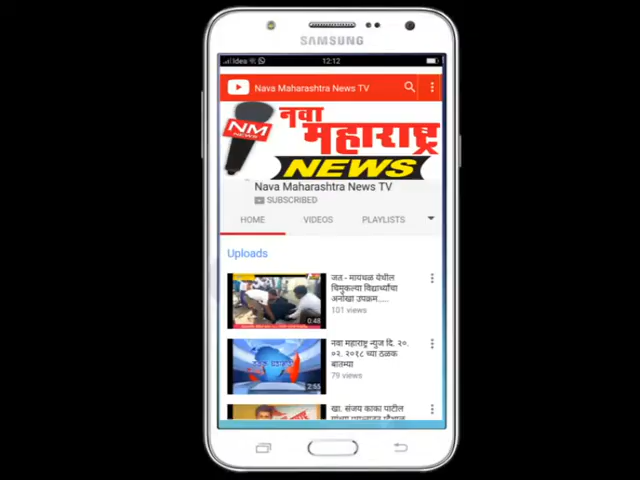 SAMSUNG
Idea 12:12
Nava Maharashtra News TV
नवा
महाराष्ट्र
NM
NEWS
NEWS
Nava Maharashtra News TV
SUBSCRIBED
HOME VIDEOS PLAYLISTS
Uploads
जत - मायथळ येथील
चिमुकल्या विद्यार्थ्यांचा
अनोखा उपक्रम.....
101 views
0:48
नवा महाराष्ट्र न्युज दि. २०.
०२. २०१८ च्या ठळक
बातम्या
79 views
2:55
खा. संजय काका पाटील